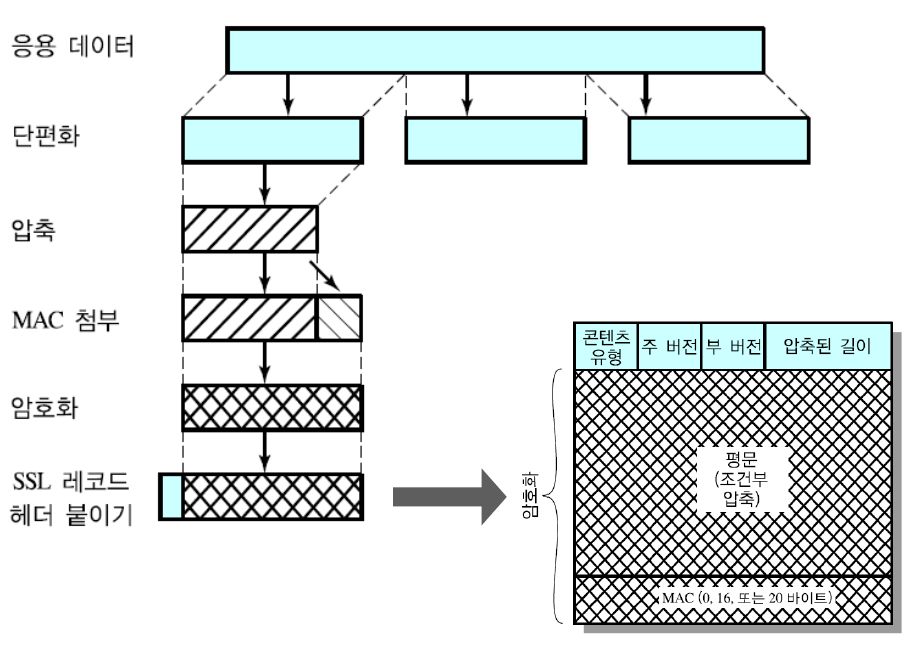 응용 데이터
단편화
압축
MAC 첨부
암호화
SSL 레코드
헤더 붙이기
콘텐츠
유형
주 버전
부 버전
압축된 길이
암호화
평문
(조건부
압축)
MAC (0, 16, 또는 20 바이트)